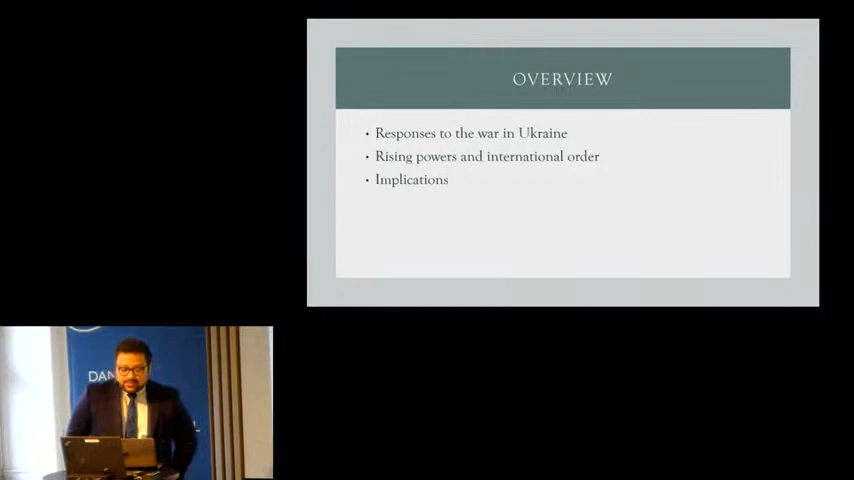 OVERVIEW
• Responses to the war in Ukraine
• Rising powers and international order
• Implications